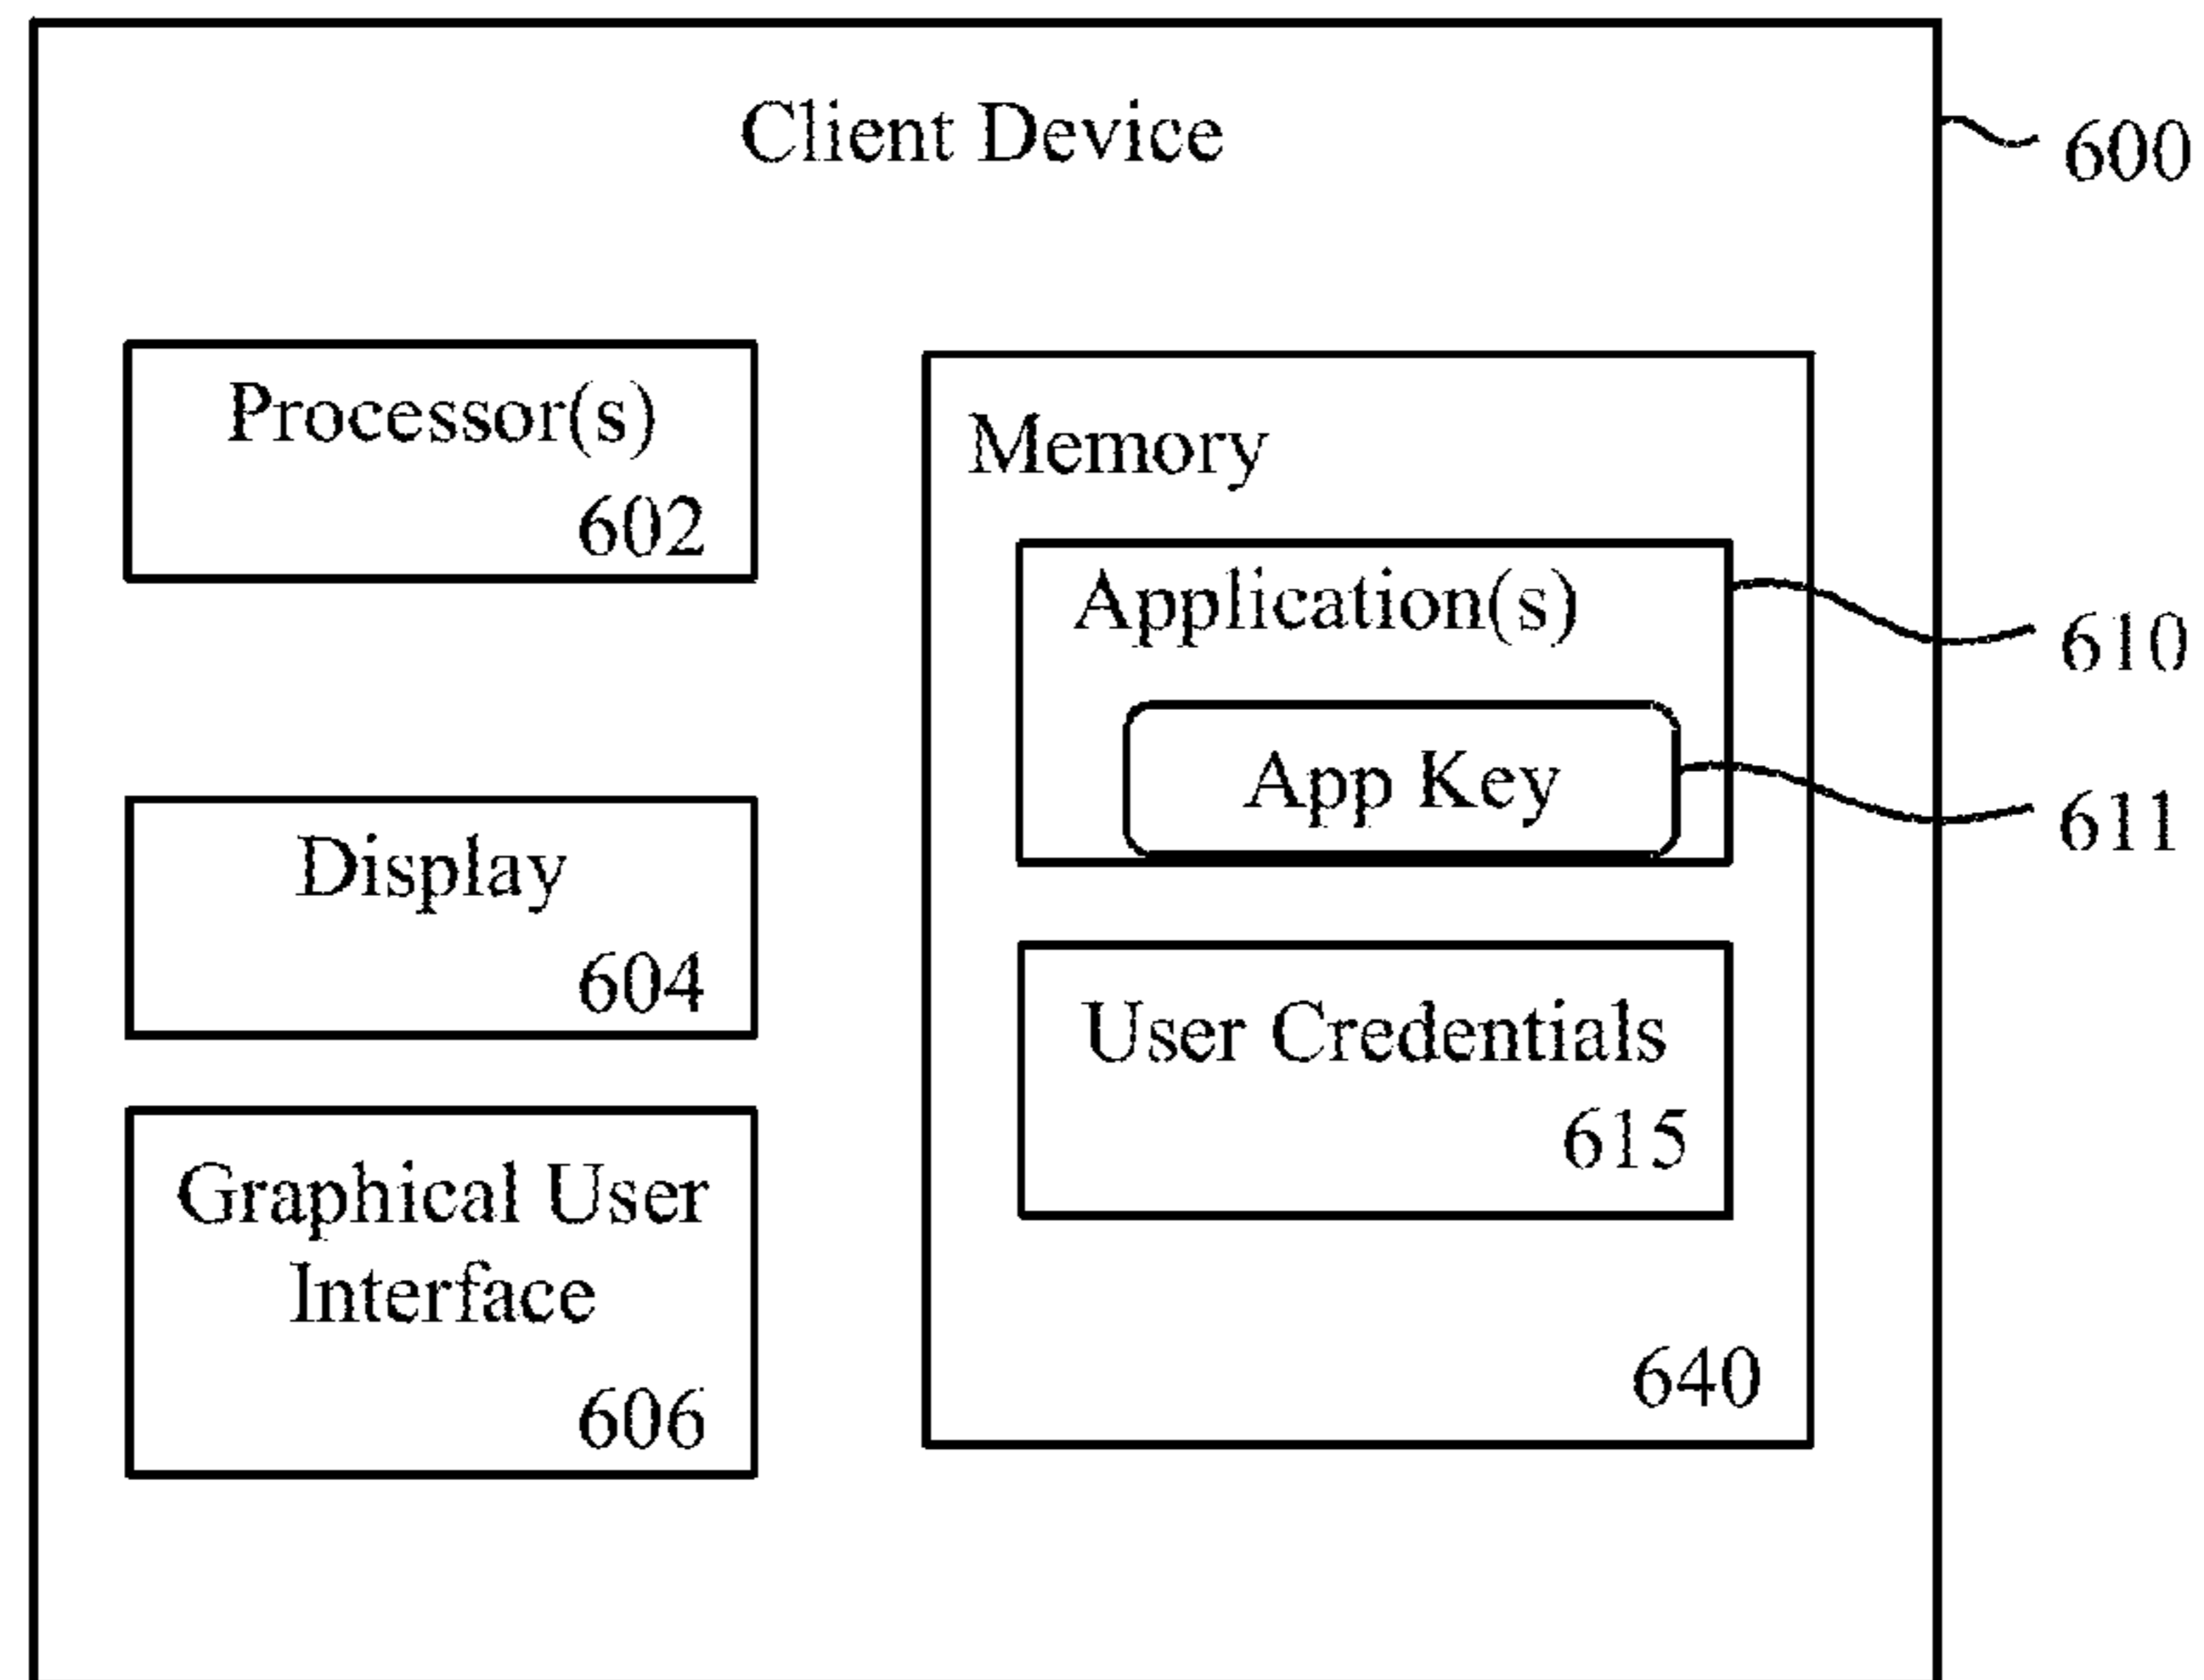 Client Device
600
Processor(s)
602
Display
604
Graphical User
Interface
606
Memory
Application(s)
610
App Key
611
User Credentials
615
640